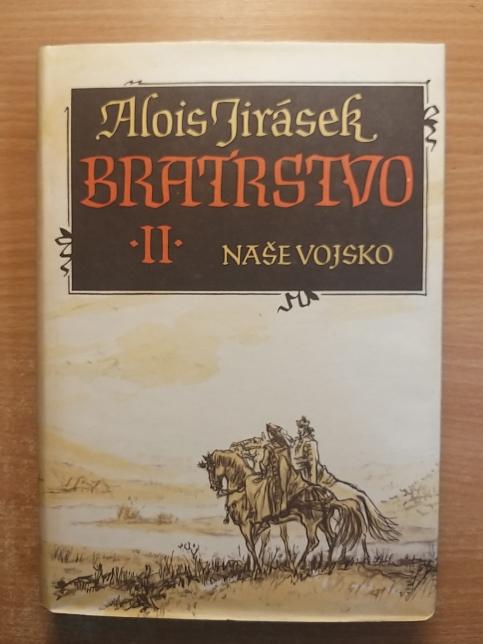 Alois Jirásek
BRATRSTVO
·II· NAŠE VOJSKO